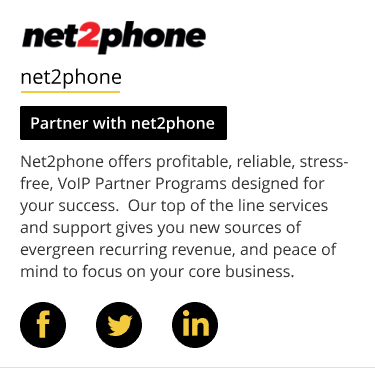 net2phone
net2phone
Partner with net2phone
Net2phone offers profitable, reliable, stress-
free, VoIP Partner Programs designed for
your success.  Our top of the line services
and support gives you new sources of
evergreen recurring revenue, and peace of
mind to focus on your core business.
f
in